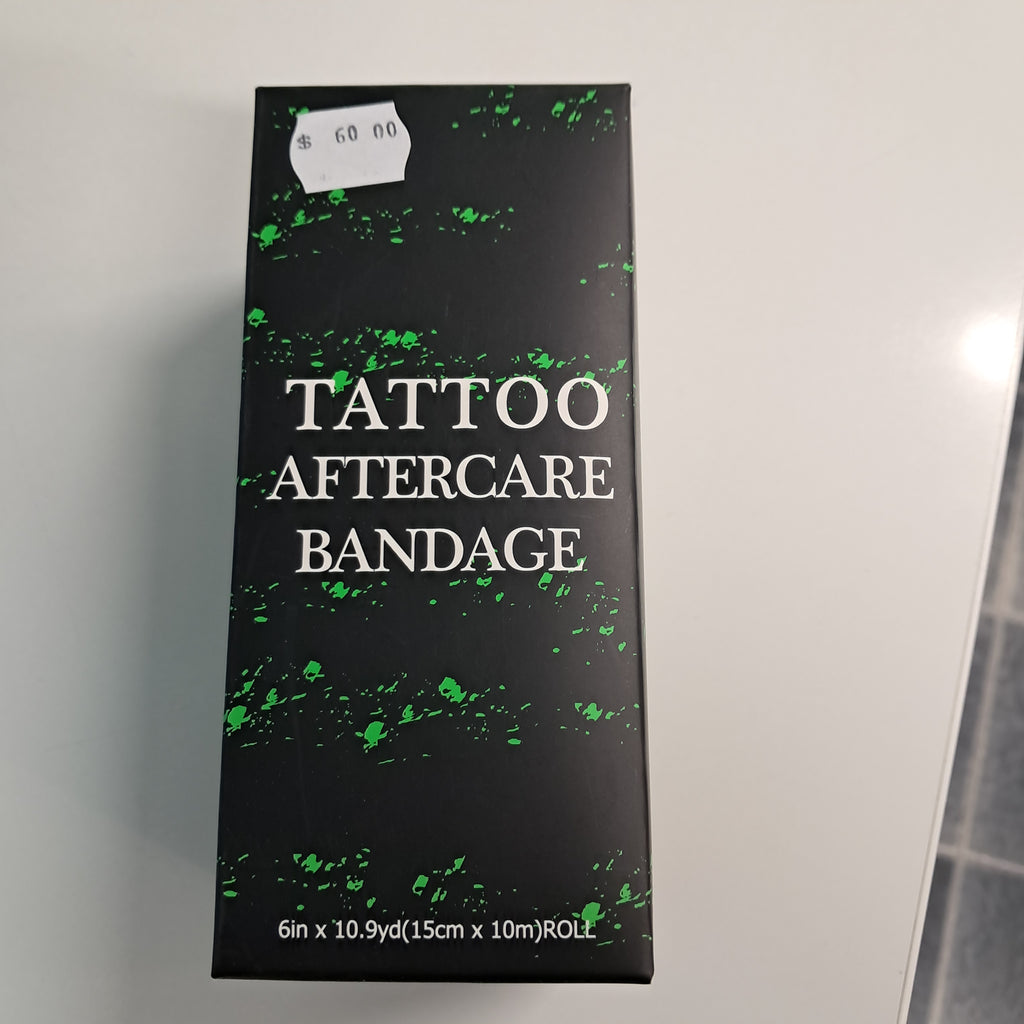 $ 60 00
TATTOO
AFTERCARE
BANDAGE
6in x 10.9yd(15cm x 10m)ROLL